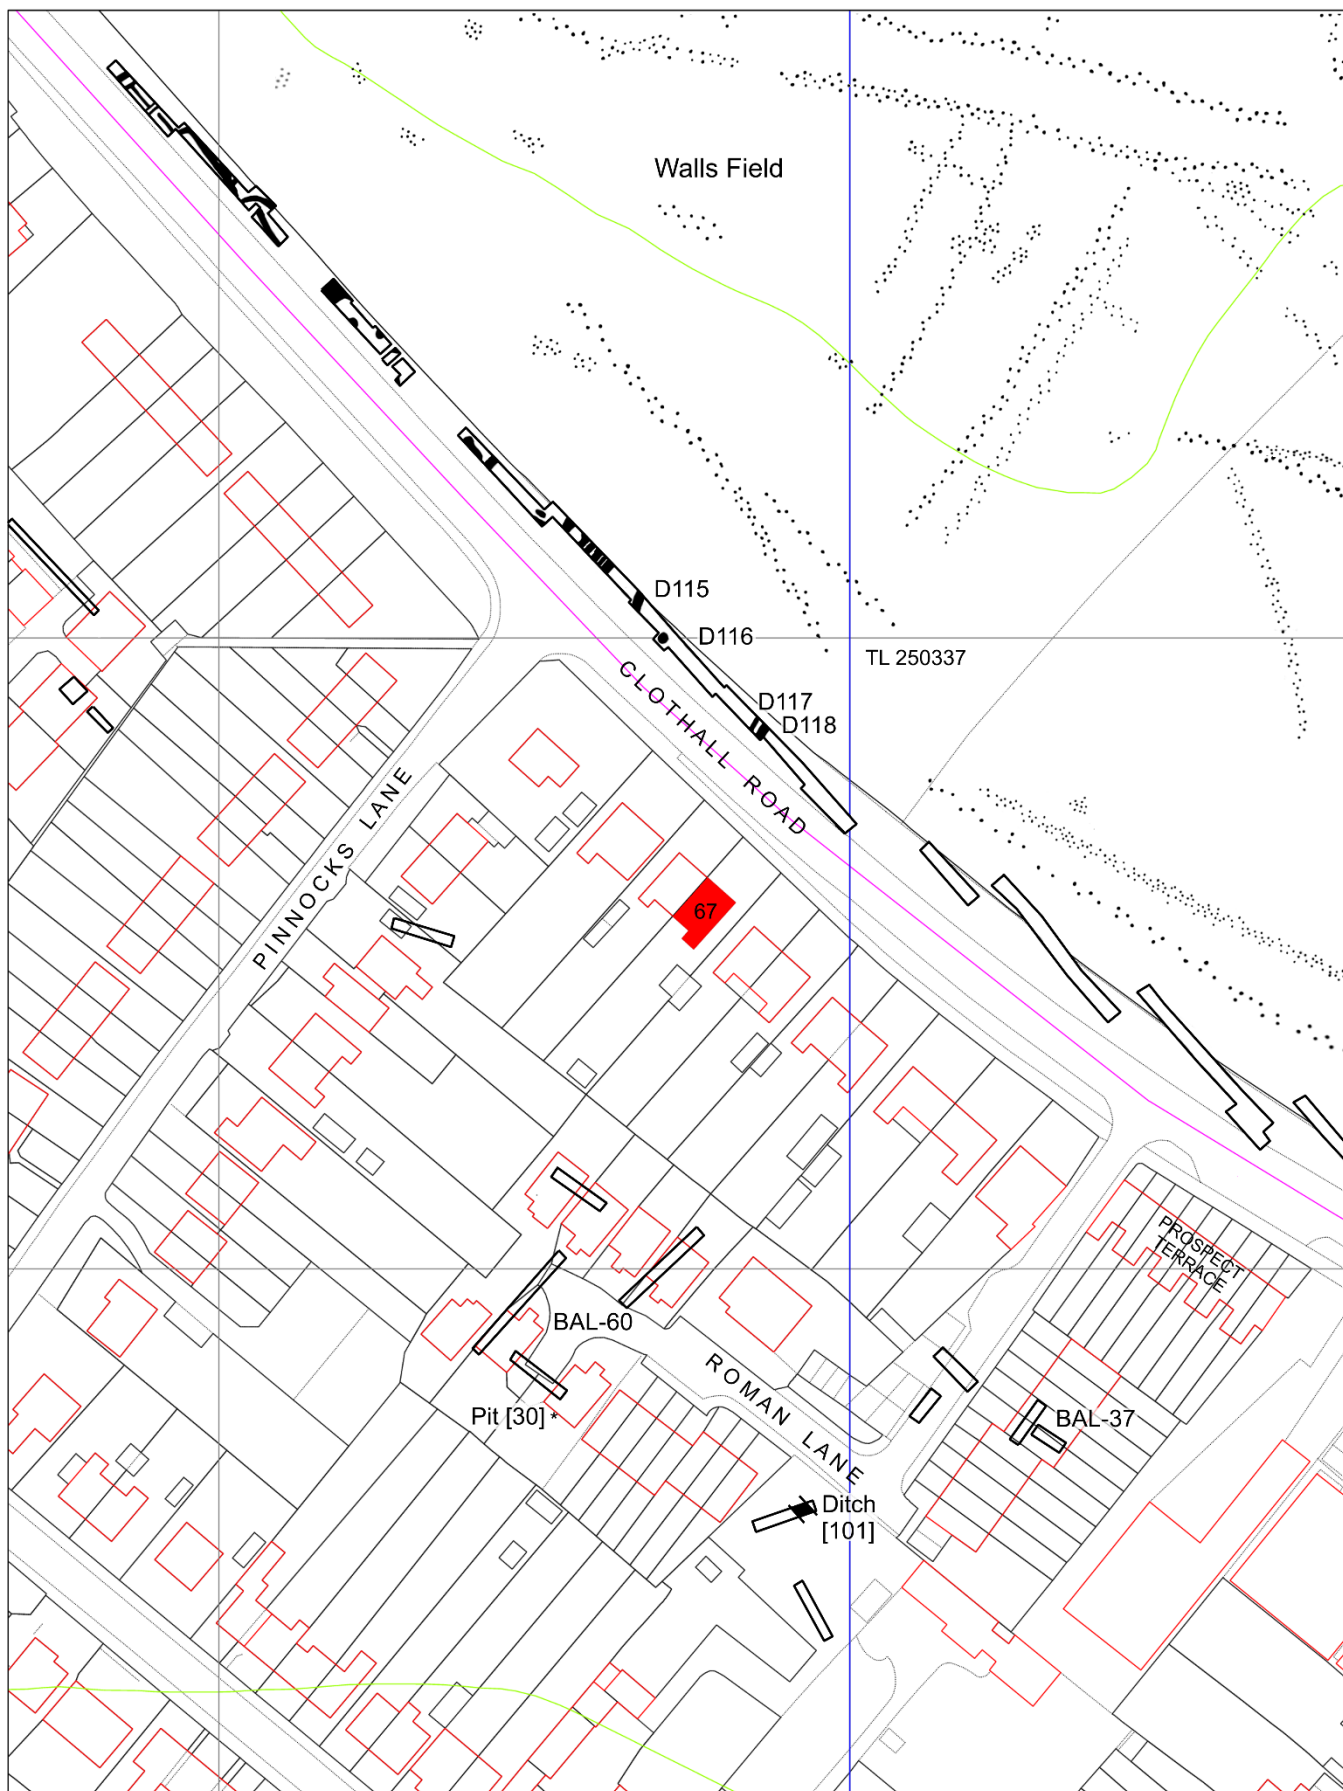 Walls Field
D115
D116
TL 250337
D117
D118
CLOTHALL ROAD
PINNOCKS LANE
67
PROSPECT
TERRACE
BAL-60
ROMAN LANE
Pit [30] *
BAL-37
Ditch
[101]